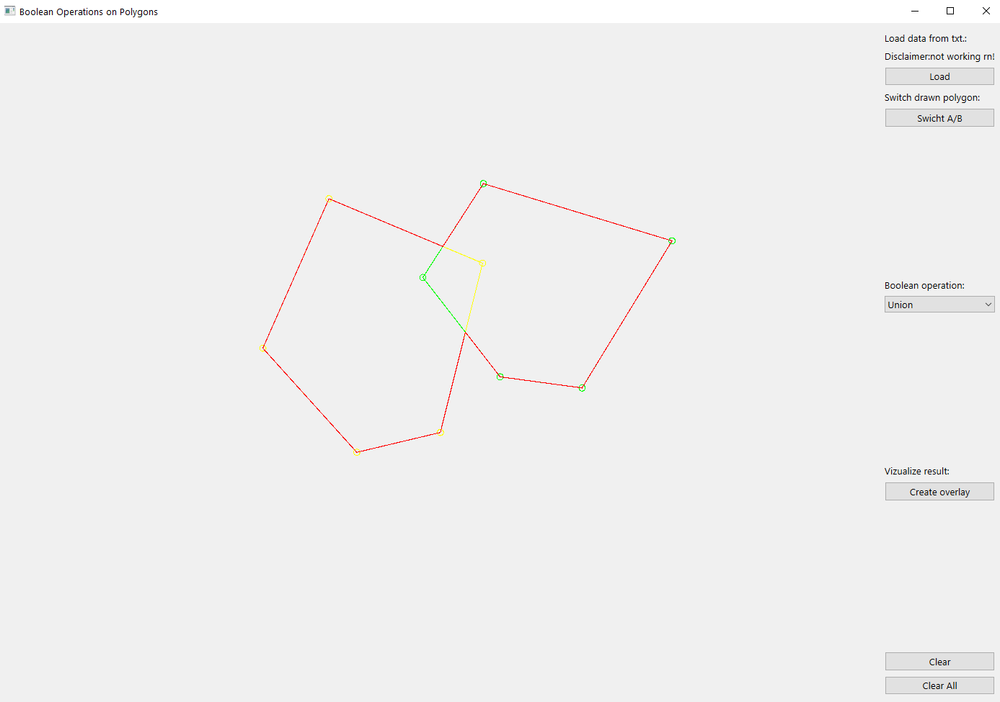 Boolean Operations on Polygons
Load data from txt.:
Disclaimer:not working rn!
Load
Switch drawn polygon:
Swicht A/B
Boolean operation:
Union
Vizualize result:
Create overlay
Clear
Clear All